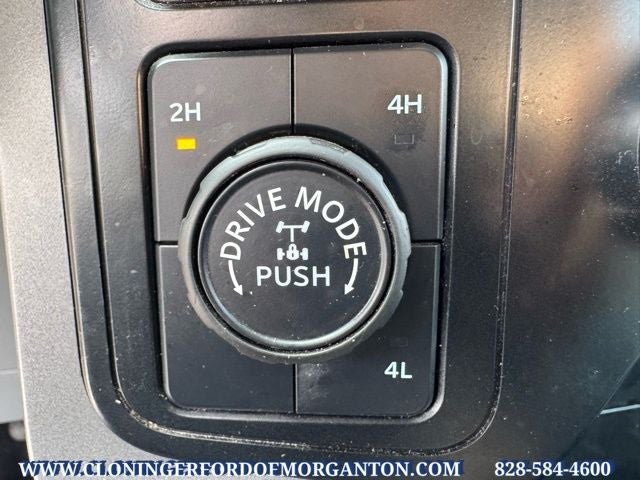 2H
4H
DRIVE MODE
PUSH
4L
WWW.CLONINGERFORDOFMORGANTON.COM
828-584-4600